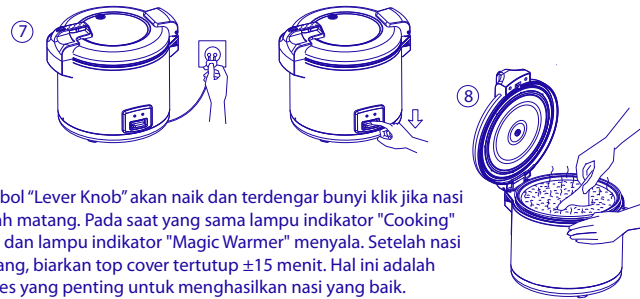 7
8
bol “Lever Knob” akan naik dan terdengar bunyi klik jika nasi
ah matang. Pada saat yang sama lampu indikator "Cooking"
dan lampu indikator "Magic Warmer" menyala. Setelah nasi
ang, biarkan top cover tertutup ±15 menit. Hal ini adalah
es yang penting untuk menghasilkan nasi yang baik.